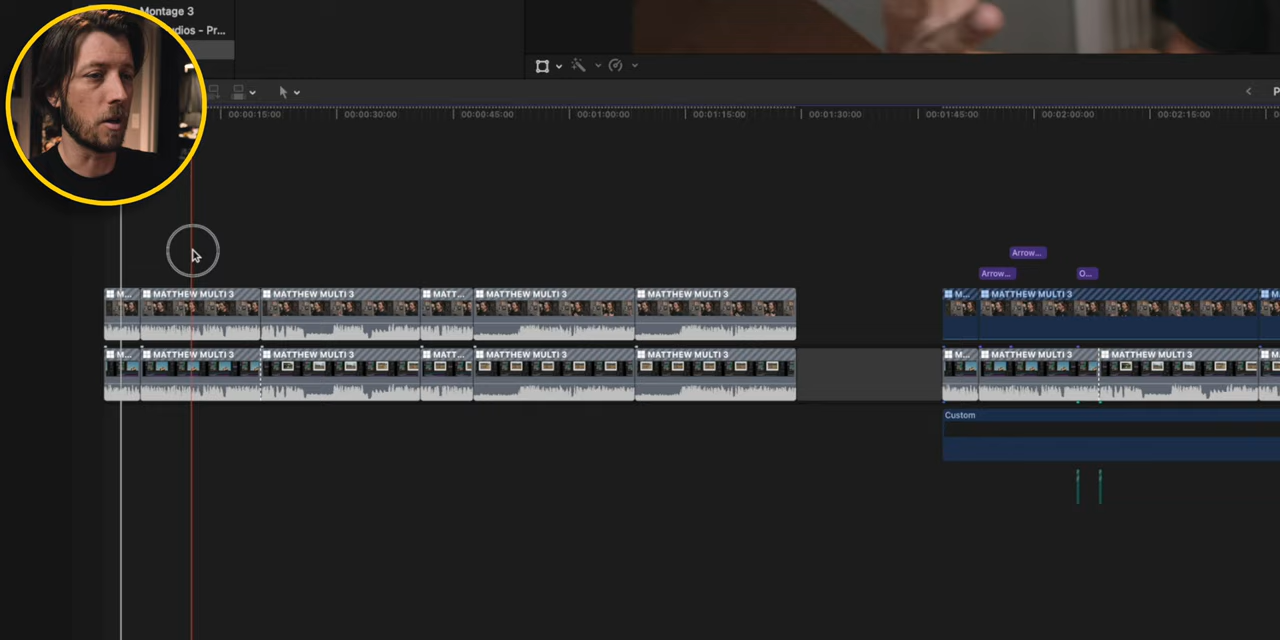 Montage 3
udios - Pr...
00:00:15:00 00:00:30:00 00:00:45:00 00:01:00:00 00:01:15:00 00:01:30:00 00:01:45:00 00:02:00:00 00:02:15:00
Arrow...
Arrow... O...
M... MATTHEW MULTI 3 MATTHEW MULTI 3 MATT... MATTHEW MULTI 3 MATTHEW MULTI 3 M... MATTHEW MULTI 3
M... MATTHEW MULTI 3 MATTHEW MULTI 3 MATT... MATTHEW MULTI 3 MATTHEW MULTI 3 M... MATTHEW MULTI 3 MATTHEW MULTI 3
Custom